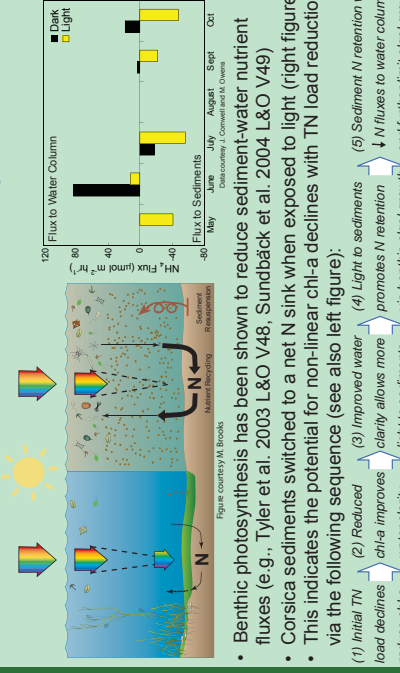 Dark
Light
Flux to Water Column
Flux to Sediments
NH4 Flux (μmol m-2 hr-1)
120
80
40
0
-40
-80
May
June
July
August
Sept
Oct
Data courtesy J. Cornwell and M. Owens
N
N
Nutrient Recycling
Sediment
Resuspension
Figure courtesy M. Brooks
• Benthic photosynthesis has been shown to reduce sediment-water nutrient
fluxes (e.g., Tyler et al. 2003 L&O V48, Sundbäck et al. 2004 L&O V49)
• Corsica sediments switched to a net N sink when exposed to light (right figure
• This indicates the potential for non-linear chl-a declines with TN load reductio
via the following sequence (see also left figure):
(1) Initial TN (2) Reduced (3) Improved water (4) Light to sediments (5) Sediment N retention
load declines chl-a improves clarity allows more promotes N retention ↓ N fluxes to water colum